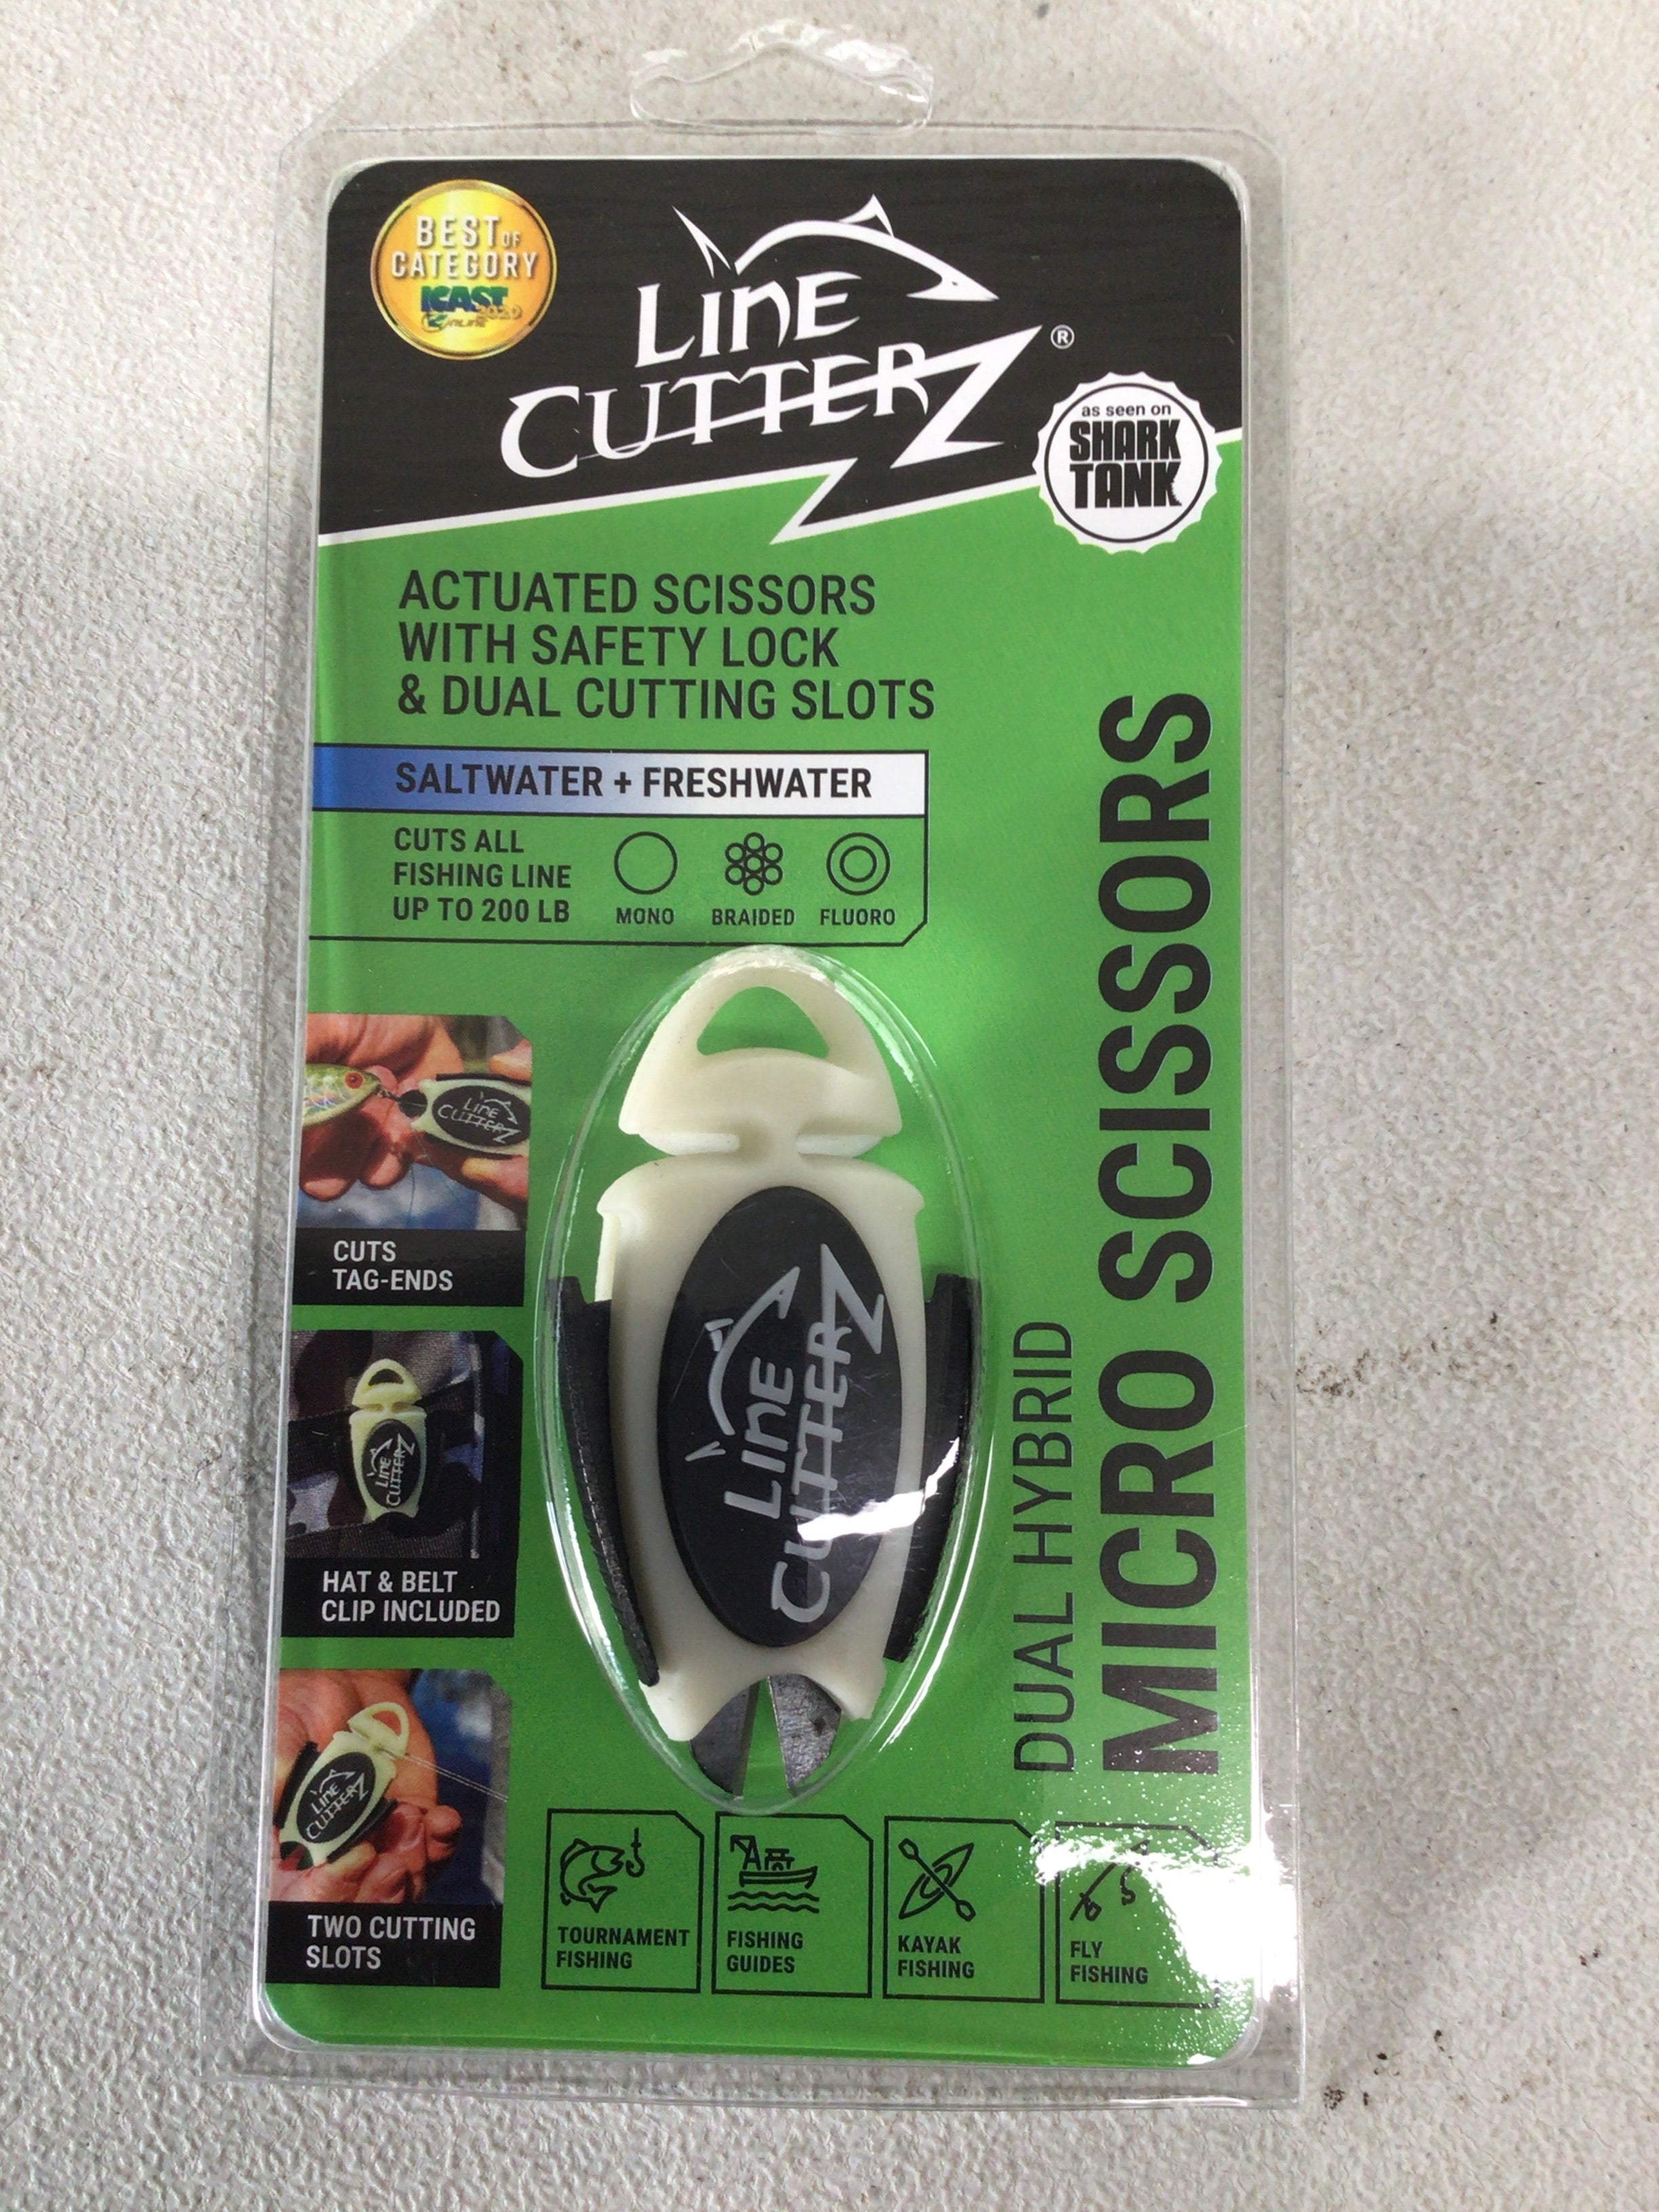 BEST OF
CATEGORY
ICAST
2020
ONLINE
LINE
CUTTERZ®
as seen on
SHARK
TANK
ACTUATED SCISSORS
WITH SAFETY LOCK
& DUAL CUTTING SLOTS
SALTWATER + FRESHWATER
CUTS ALL
FISHING LINE
UP TO 200 LB
MONO
BRAIDED
FLUORO
DUAL HYBRID
MICRO SCISSORS
LINE
CUTTERZ
CUTS
TAG-ENDS
LINE
CUTTERZ
HAT & BELT
CLIP INCLUDED
LINE
CUTTERZ
TWO CUTTING
SLOTS
LINE
CUTTERZ
TOURNAMENT
FISHING
FISHING
GUIDES
KAYAK
FISHING
FLY
FISHING